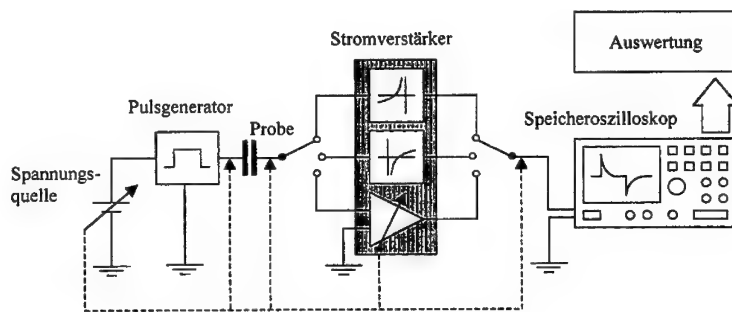 Stromverstärker
Auswertung
Pulsgenerator
Probe
Speicheroszilloskop
Spannungs-
quelle